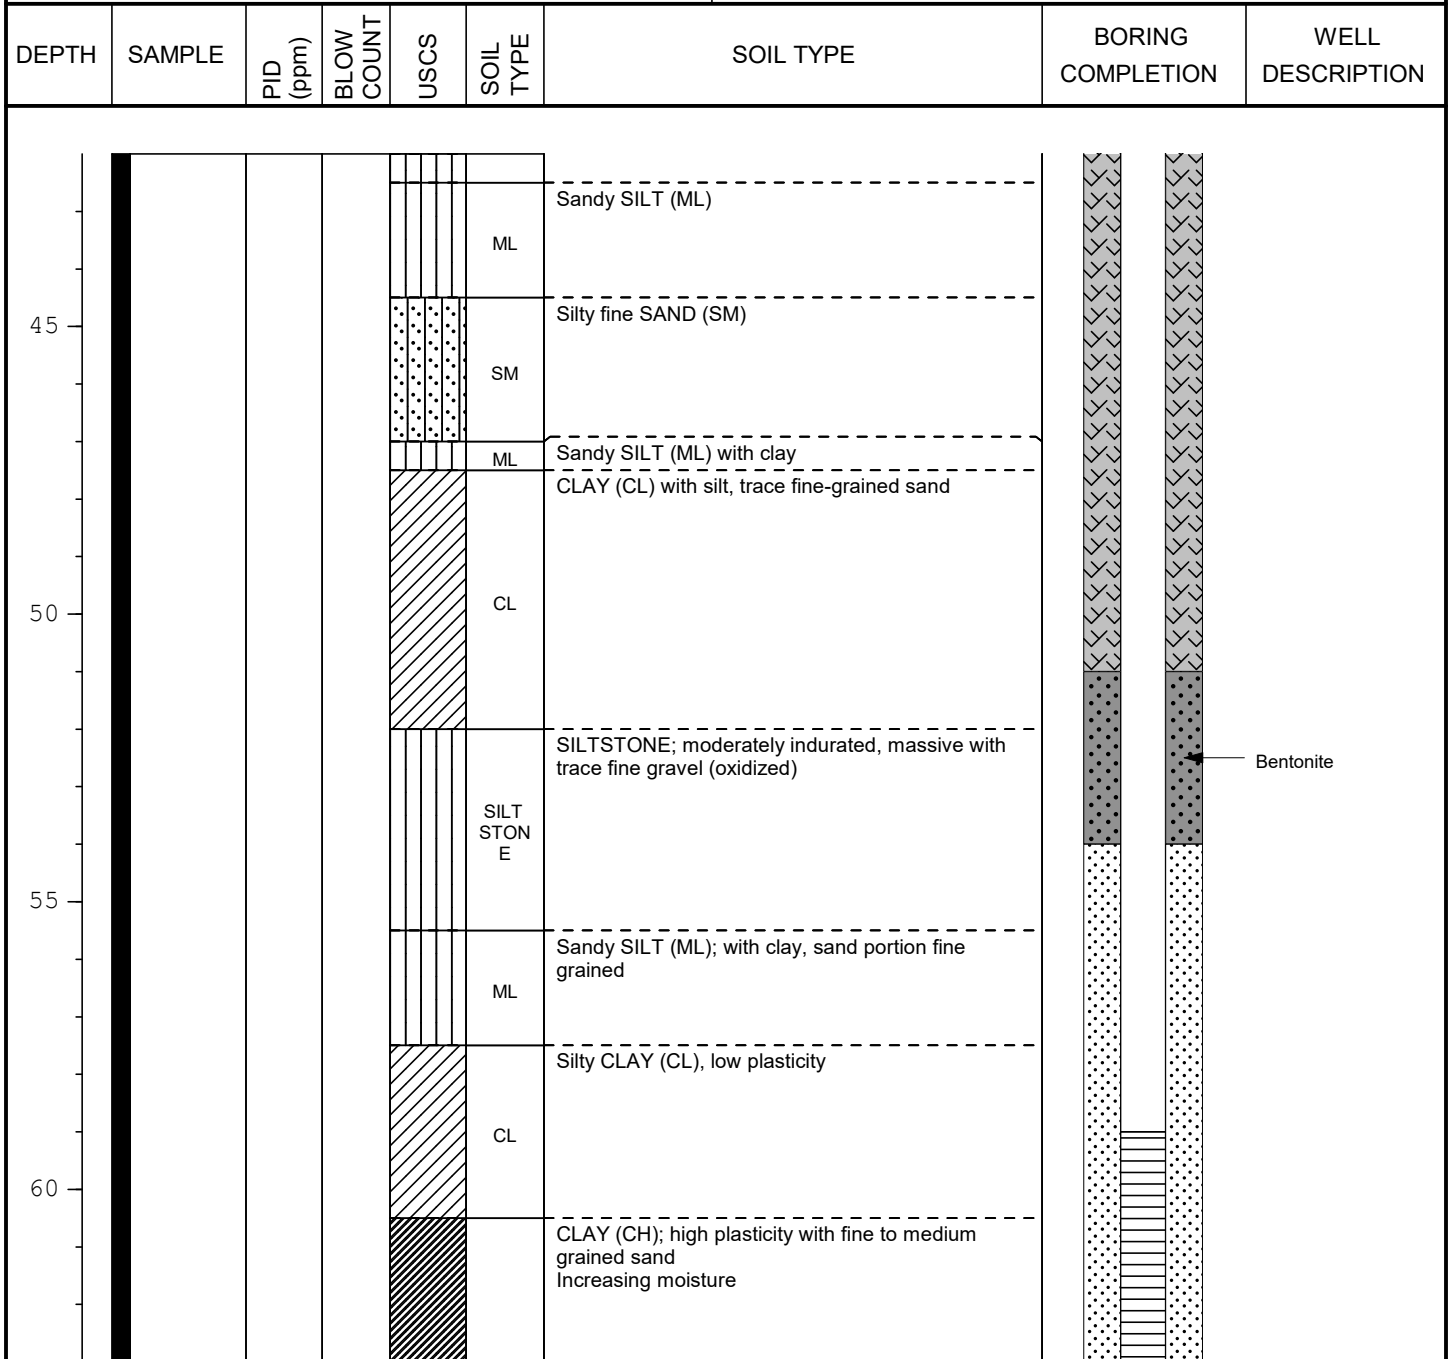 DEPTH
SAMPLE
PID
(ppm)
BLOW
COUNT
USCS
SOIL
TYPE
SOIL TYPE
BORING
COMPLETION
WELL
DESCRIPTION
Sandy SILT (ML)
ML
Silty fine SAND (SM)
45
SM
Sandy SILT (ML) with clay
ML
CLAY (CL) with silt, trace fine-grained sand
CL
50
SILTSTONE; moderately indurated, massive with
trace fine gravel (oxidized)
Bentonite
SILT
STON
E
55
Sandy SILT (ML); with clay, sand portion fine
grained
ML
Silty CLAY (CL), low plasticity
CL
60
CLAY (CH); high plasticity with fine to medium
grained sand
Increasing moisture